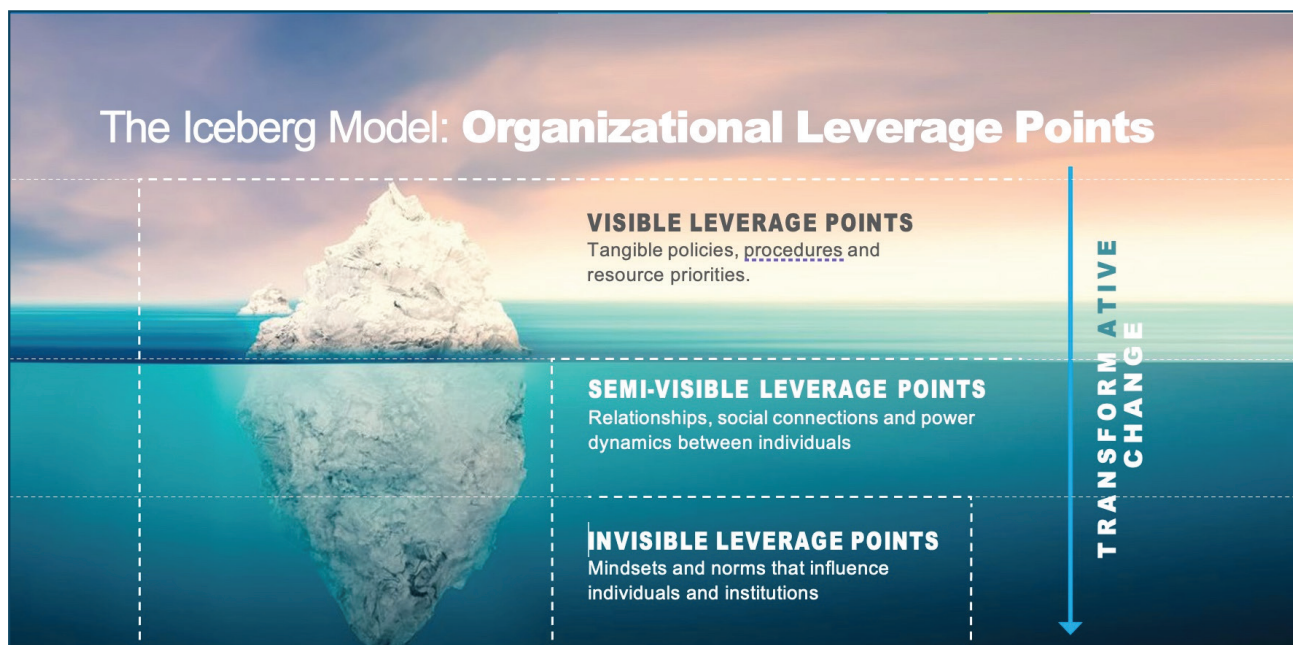 The Iceberg Model: Organizational Leverage Points
VISIBLE LEVERAGE POINTS
Tangible policies, procedures and
resource priorities.
SEMI-VISIBLE LEVERAGE POINTS
Relationships, social connections and power
dynamics between individuals
INVISIBLE LEVERAGE POINTS
Mindsets and norms that influence
individuals and institutions
TRANSFORM ATIVE
CHANGE